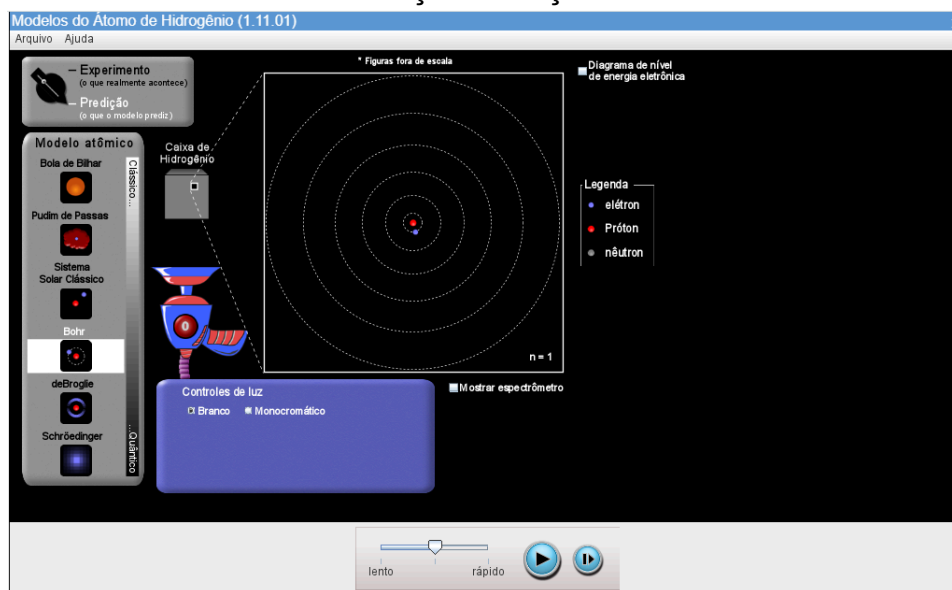 Modelos do Átomo de Hidrogênio (1.11.01)
Arquivo Ajuda
Experimento
(o que realmente acontece)
Predição
(o que o modelo prediz)
Modelo atômico
Bola de Bilhar
Pudim de Passas
Sistema
Solar Clássico
Bohr
deBroglie
Schröedinger
Clássico...
...Quântico
Caixa de
Hidrogênio
* Figuras fora de escala
n = 1
Diagrama de nível
de energia eletrônica
Legenda
elétron
Próton
nêutron
Mostrar espectrômetro
Controles de luz
Branco Monocromático
lento rápido